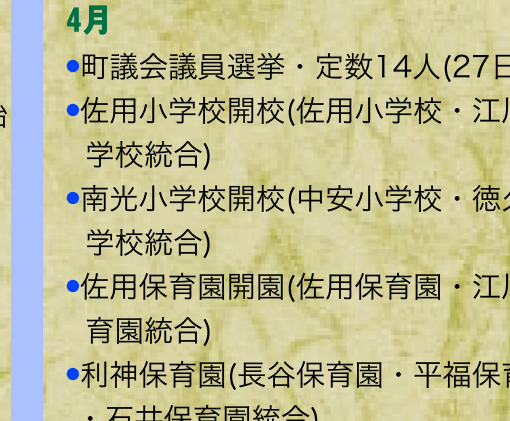 4月
●町議会議員選挙・定数14人(27日
●佐用小学校開校(佐用小学校・江川
学校統合)
●南光小学校開校(中安小学校・徳久
学校統合)
●佐用保育園開園(佐用保育園・江川
育園統合)
●利神保育園(長谷保育園・平福保育
・石井保育園統合)